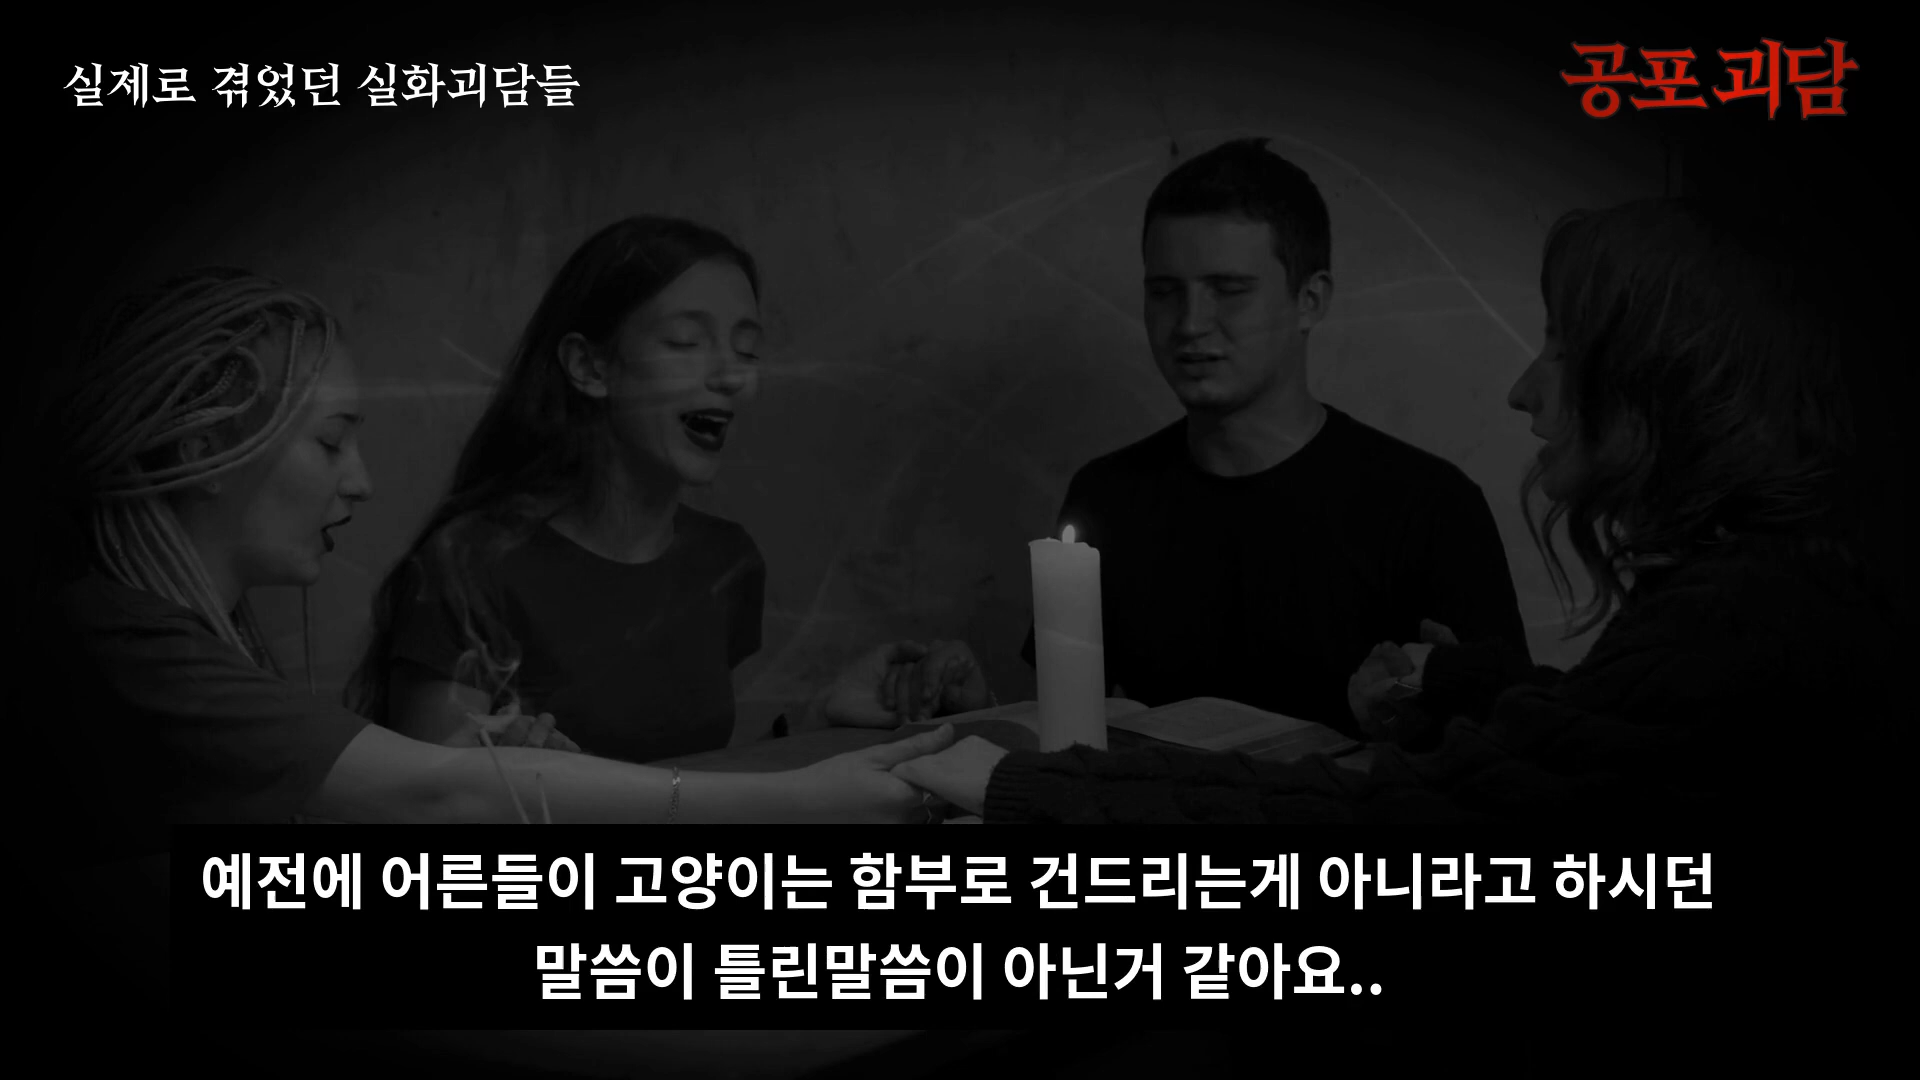 실제로 겪었던 실화괴담들
공포 괴담
예전에 어른들이 고양이는 함부로 건드리는게 아니라고 하시던
말씀이 틀린말씀이 아닌거 같아요..